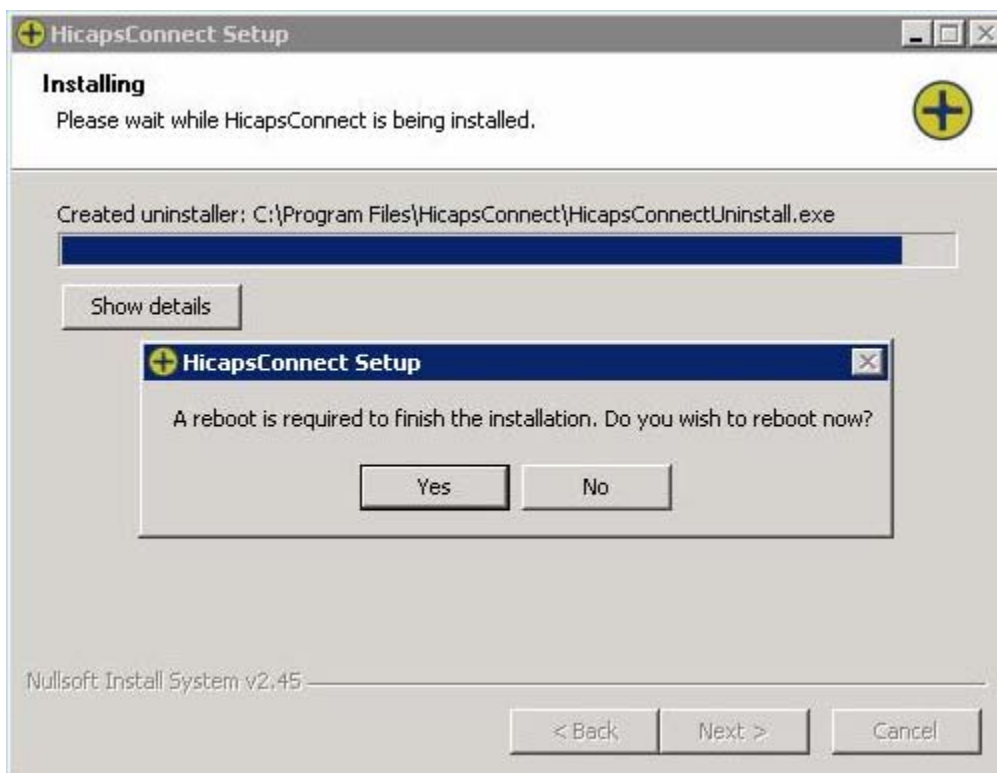 HicapsConnect Setup
Installing
Please wait while HicapsConnect is being installed.
Created uninstaller: C:\Program Files\HicapsConnect\HicapsConnectUninstall.exe
Show details
HicapsConnect Setup
A reboot is required to finish the installation. Do you wish to reboot now?
Yes No
Nullsoft Install System v2.45
< Back Next > Cancel